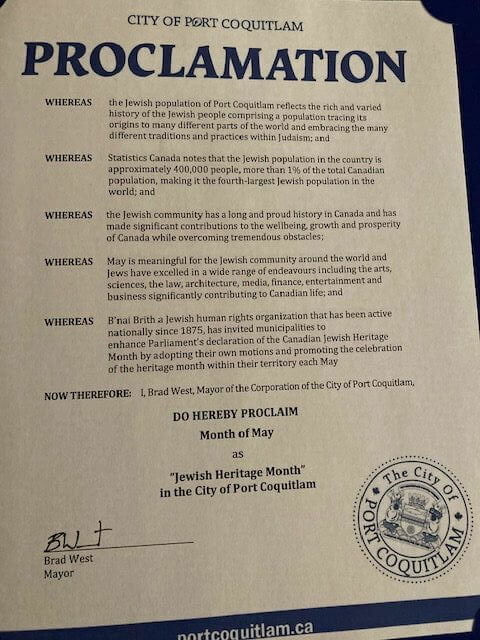 CITY OF PORT COQUITLAM
PROCLAMATION
WHEREAS the Jewish population of Port Coquitlam reflects the rich and varied
history of the Jewish people comprising a population tracing its
origins to many different parts of the world and embracing the many
different traditions and practices within Judaism; and
WHEREAS Statistics Canada notes that the Jewish population in the country is
approximately 400,000 people, more than 1% of the total Canadian
population, making it the fourth-largest Jewish population in the
world; and
WHEREAS the Jewish community has a long and proud history in Canada and has
made significant contributions to the wellbeing, growth and prosperity
of Canada while overcoming tremendous obstacles;
WHEREAS May is meaningful for the Jewish community around the world and
Jews have excelled in a wide range of endeavours including the arts,
sciences, the law, architecture, media, finance, entertainment and
business significantly contributing to Canadian life; and
WHEREAS B'nai Brith a Jewish human rights organization that has been active
nationally since 1875, has invited municipalities to
enhance Parliament's declaration of the Canadian Jewish Heritage
Month by adopting their own motions and promoting the celebration
of the heritage month within their territory each May
NOW THEREFORE: I, Brad West, Mayor of the Corporation of the City of Port Coquitlam,
DO HEREBY PROCLAIM
Month of May
as
"Jewish Heritage Month"
in the City of Port Coquitlam
The City Of
PORT COQUITLAM
Brad West
Mayor
portcoquitlam.ca